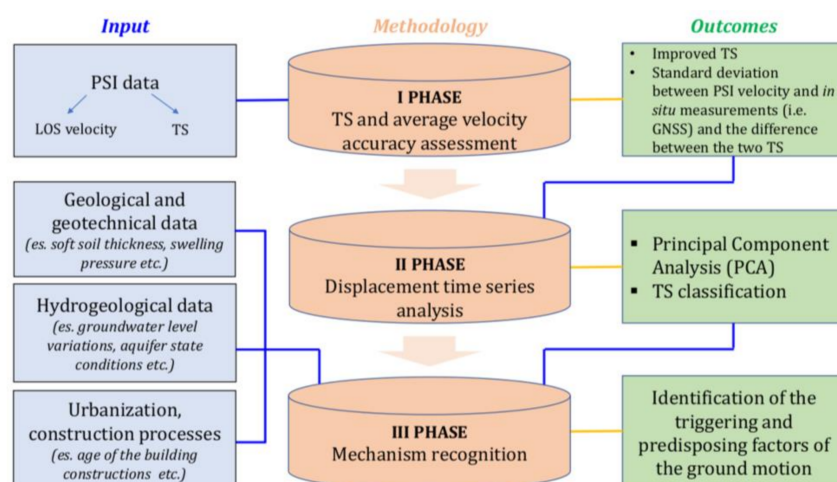 Input
Methodology
Outcomes
PSI data
LOS velocity
TS
I PHASE
TS and average velocity
accuracy assessment
• Improved TS
• Standard deviation
between PSI velocity and in
situ measurements (i.e.
GNSS) and the difference
between the two TS
Geological and
geotechnical data
(es. soft soil thickness, swelling
pressure etc.)
II PHASE
Displacement time series
analysis
▪ Principal Component
Analysis (PCA)
▪ TS classification
Hydrogeological data
(es. groundwater level
variations, aquifer state
conditions etc.)
Urbanization,
construction processes
(es. age of the building
constructions etc.)
III PHASE
Mechanism recognition
Identification of the
triggering and
predisposing factors of
the ground motion